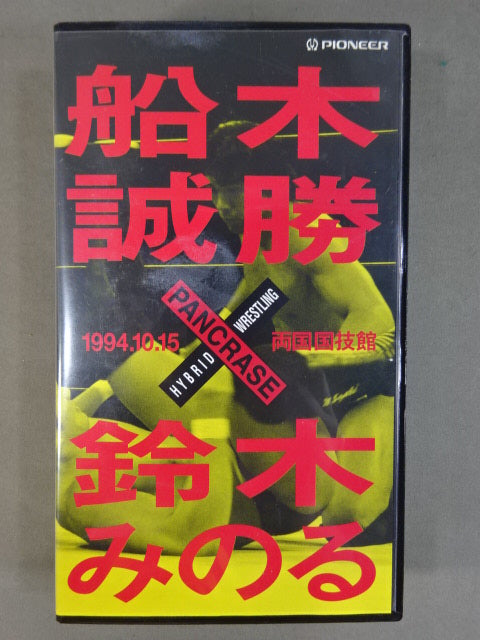 PIONEER
船木
誠勝
HYBRID WRESTLING
PANCRASE
1994.10.15
両国国技館
鈴木
みのる